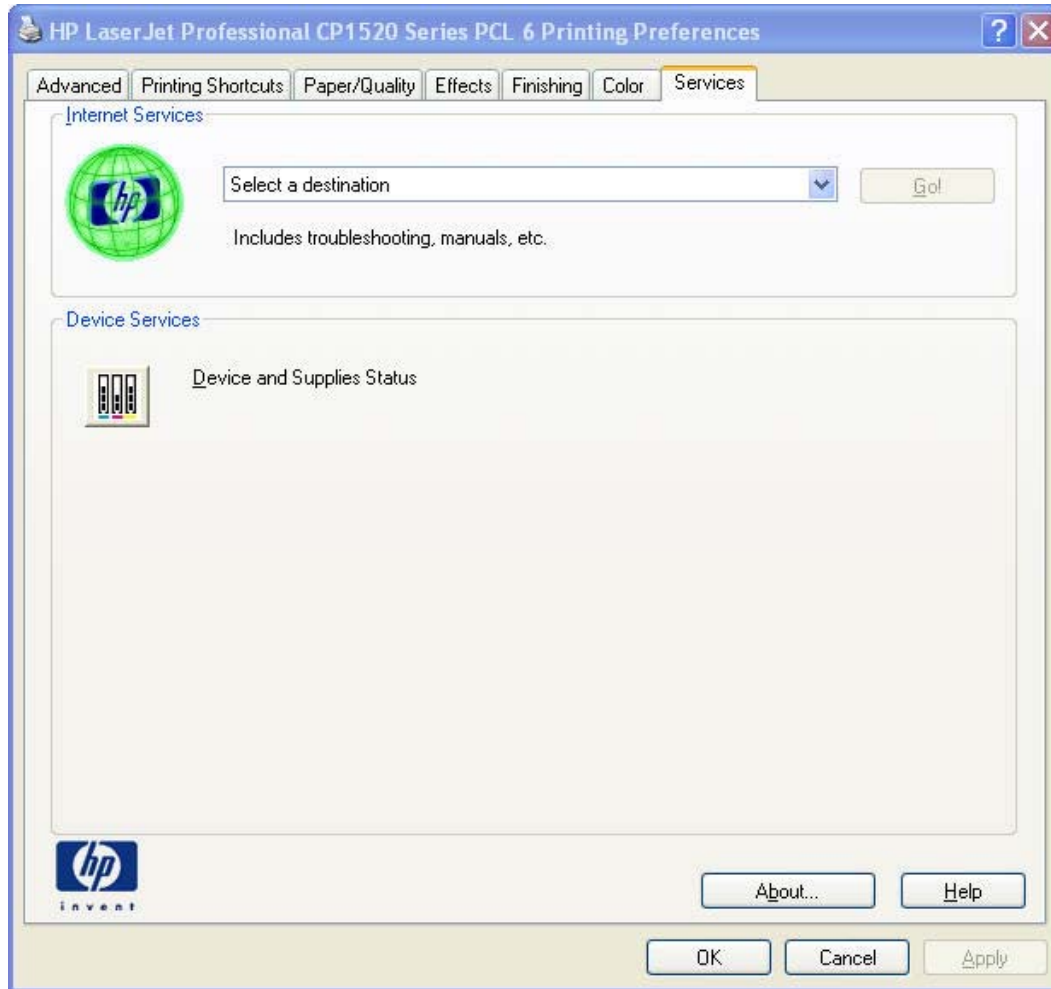 HP LaserJet Professional CP1520 Series PCL 6 Printing Preferences
Advanced Printing Shortcuts Paper/Quality Effects Finishing Color Services
Internet Services
hp
Select a destination
Go!
Includes troubleshooting, manuals, etc.
Device Services
Device and Supplies Status
hp
invent
About...
Help
OK
Cancel
Apply